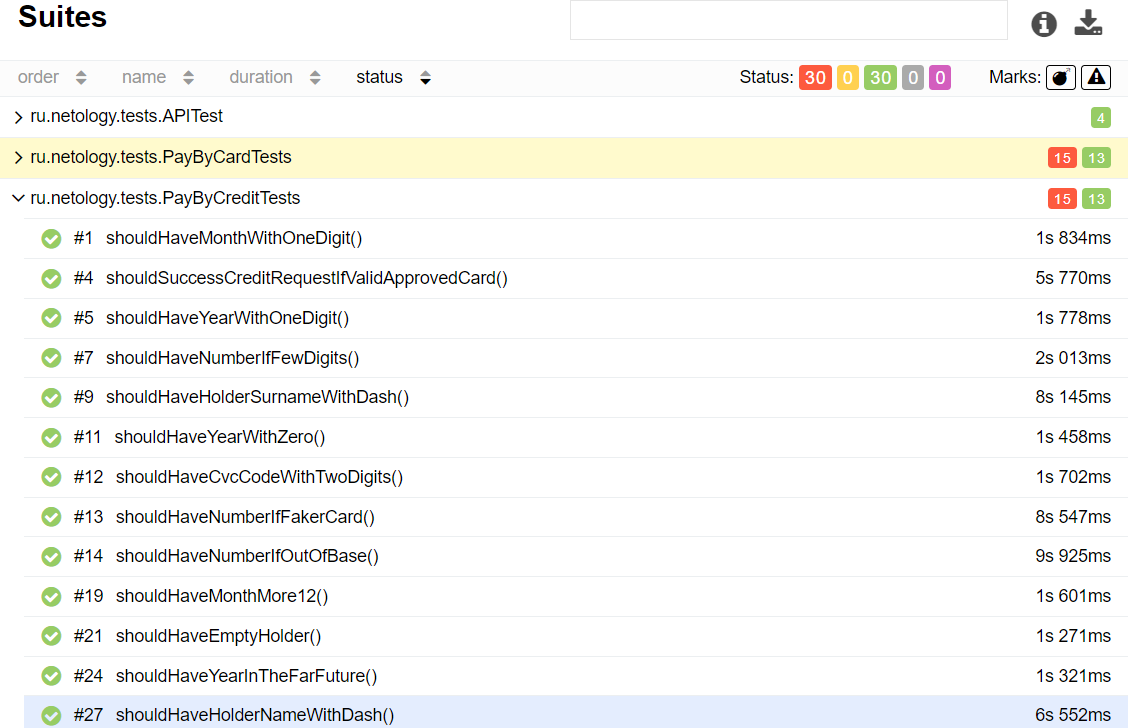 Suites
order name duration status Status: 30 0 30 0 0 Marks:
ru.netology.tests.APITest 4
ru.netology.tests.PayByCardTests 15 13
ru.netology.tests.PayByCreditTests 15 13
#1 shouldHaveMonthWithOneDigit() 1s 834ms
#4 shouldSuccessCreditRequestIfValidApprovedCard() 5s 770ms
#5 shouldHaveYearWithOneDigit() 1s 778ms
#7 shouldHaveNumberIfFewDigits() 2s 013ms
#9 shouldHaveHolderSurnameWithDash() 8s 145ms
#11 shouldHaveYearWithZero() 1s 458ms
#12 shouldHaveCvcCodeWithTwoDigits() 1s 702ms
#13 shouldHaveNumberIfFakerCard() 8s 547ms
#14 shouldHaveNumberIfOutOfBase() 9s 925ms
#19 shouldHaveMonthMore12() 1s 601ms
#21 shouldHaveEmptyHolder() 1s 271ms
#24 shouldHaveYearInTheFarFuture() 1s 321ms
#27 shouldHaveHolderNameWithDash() 6s 552ms